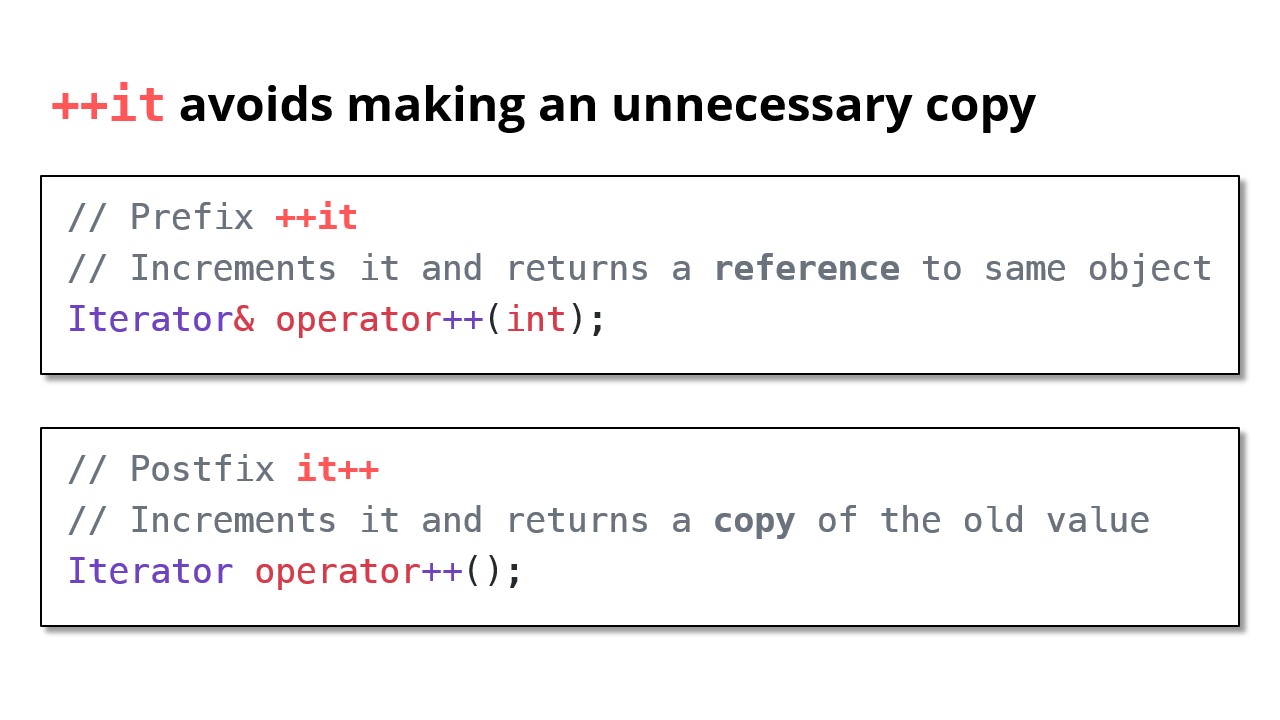 ++it avoids making an unnecessary copy
// Prefix ++it
// Increments it and returns a reference to same object
Iterator& operator++(int);
// Postfix it++
// Increments it and returns a copy of the old value
Iterator operator++();